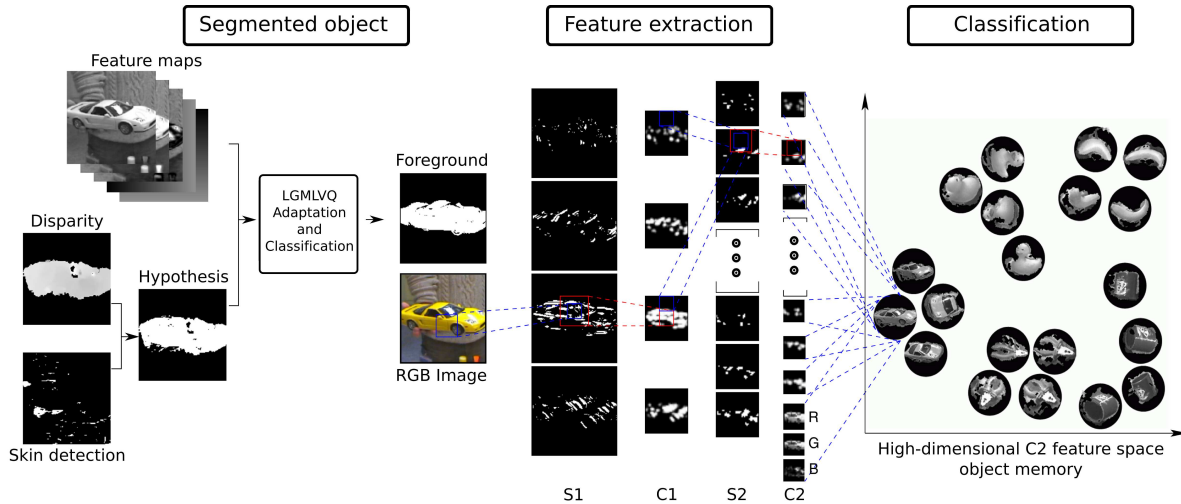 Segmented object
Feature extraction
Classification
Feature maps
Disparity
Hypothesis
Skin detection
LGMLVQ
Adaptation
and
Classification
Foreground
RGB Image
R
G
B
S1
C1
S2
C2
High-dimensional C2 feature space
object memory